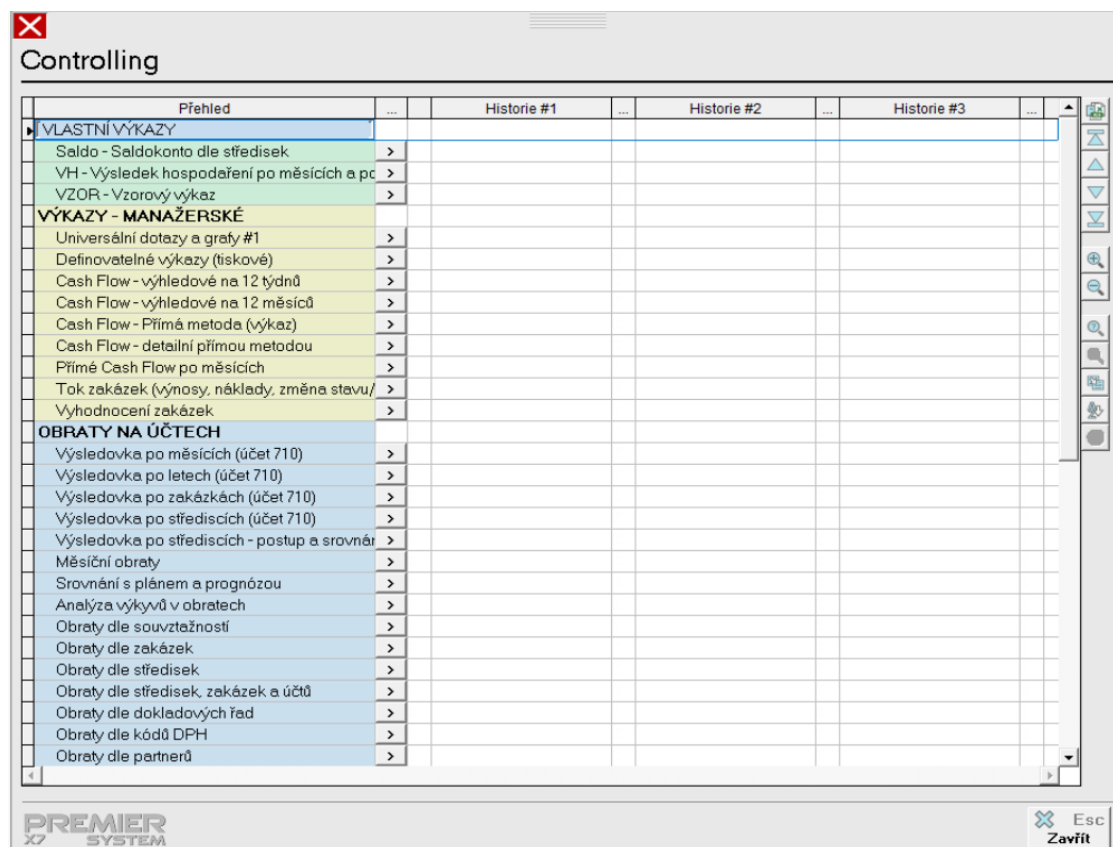 Controlling
Přehled ... Historie #1 ... Historie #2 ... Historie #3 ...
VLASTNÍ VÝKAZY
Saldo - Saldokonto dle středisek >
VH - Výsledek hospodaření po měsících a po >
VZOR - Vzorový výkaz >
VÝKAZY - MANAŽERSKÉ
Universální dotazy a grafy #1 >
Definovatelné výkazy (tiskové) >
Cash Flow - výhledové na 12 týdnů >
Cash Flow - výhledové na 12 měsíců >
Cash Flow - Přímá metoda (výkaz) >
Cash Flow - detailní přímou metodou >
Přímé Cash Flow po měsících >
Tok zakázek (výnosy, náklady, změna stavu/ >
Vyhodnocení zakázek >
OBRATY NA ÚČTECH
Výsledovka po měsících (účet 710) >
Výsledovka po letech (účet 710) >
Výsledovka po zakázkách (účet 710) >
Výsledovka po střediscích (účet 710) >
Výsledovka po střediscích - postup a srovnán >
Měsíční obraty >
Srovnání s plánem a prognózou >
Analýza výkyvů v obratech >
Obraty dle souvztažností >
Obraty dle zakázek >
Obraty dle středisek >
Obraty dle středisek, zakázek a účtů >
Obraty dle dokladových řad >
Obraty dle kódů DPH >
Obraty dle partnerů >
PREMIER
X7 SYSTEM
Esc
Zavřít